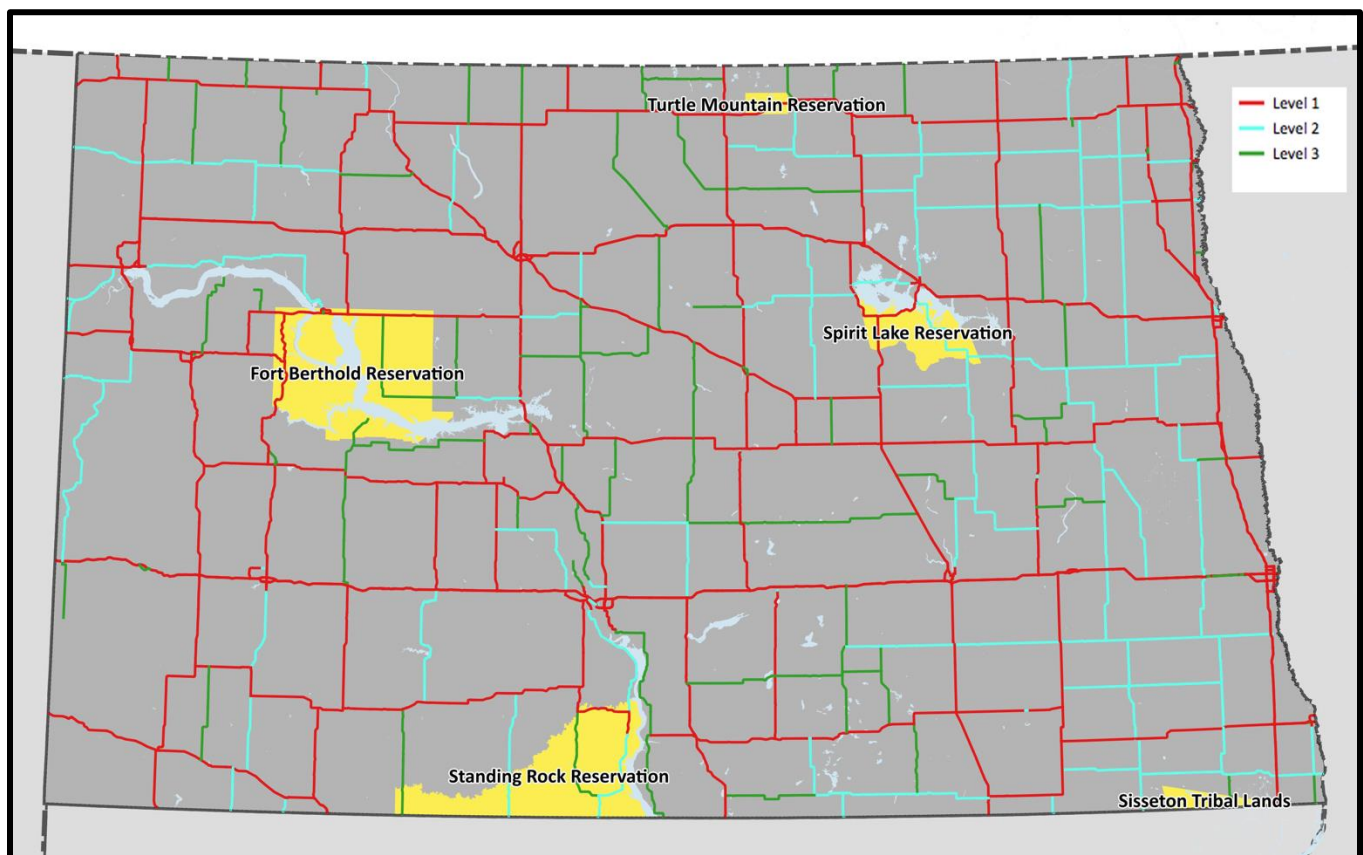 Turtle Mountain Reservation
Level 1
Level 2
Level 3
Spirit Lake Reservation
Fort Berthold Reservation
Standing Rock Reservation
Sisseton Tribal Lands